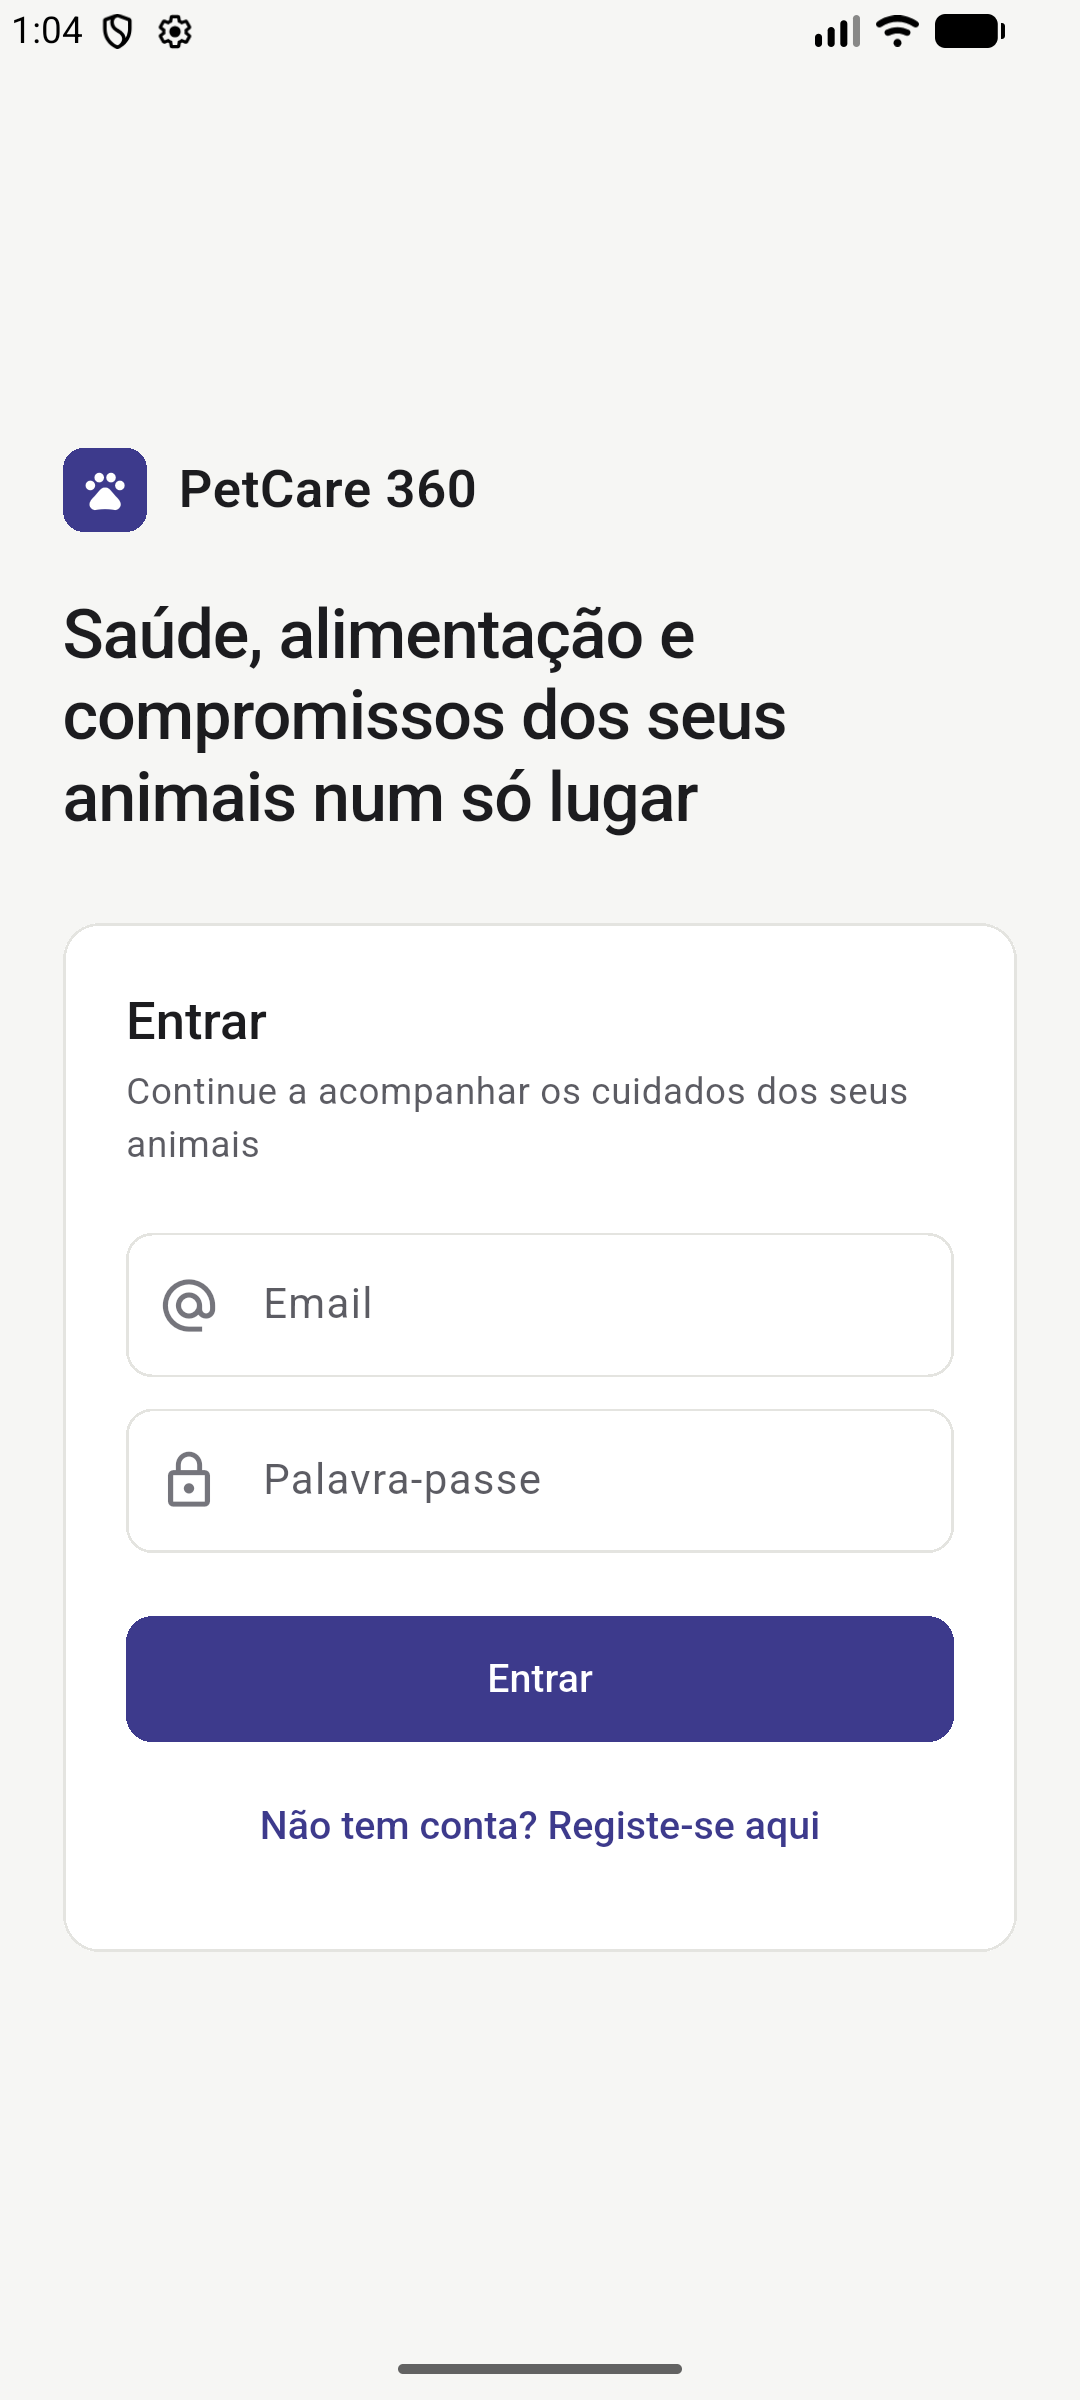 1:04
PetCare 360
Saúde, alimentação e
compromissos dos seus
animais num só lugar
Entrar
Continue a acompanhar os cuidados dos seus
animais
Email
Palavra-passe
Entrar
Não tem conta? Registe-se aqui